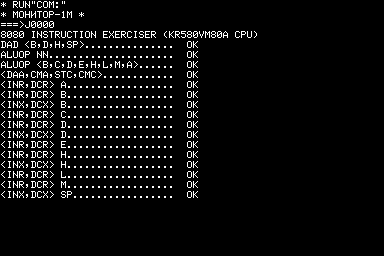 * RUN"COM:"
* МОНИТОР-1М *
===>J0000
8080 INSTRUCTION EXERCISER (KR580VM80A CPU)
DAD <B,D,H,SP>................ OK
ALUOP NN...................... OK
ALUOP <B,C,D,E,H,L,M,A>....... OK
<DAA,CMA,STC,CMC>............. OK
<INR,DCR> A................... OK
<INR,DCR> B................... OK
<INX,DCX> B................... OK
<INR,DCR> C................... OK
<INR,DCR> D................... OK
<INX,DCX> D................... OK
<INR,DCR> E................... OK
<INR,DCR> H................... OK
<INX,DCX> H................... OK
<INR,DCR> L................... OK
<INR,DCR> M................... OK
<INX,DCX> SP.................. OK